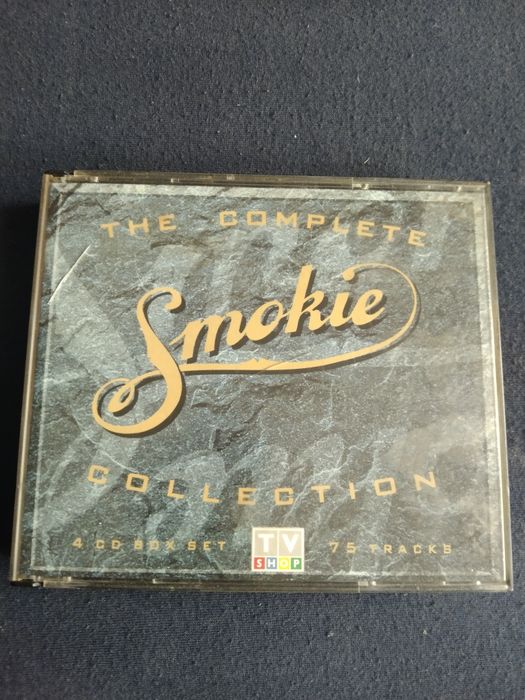 THE COMPLETE
Smokie
COLLECTION
4 CD BOX SET TV SHOP 75 TRACKS